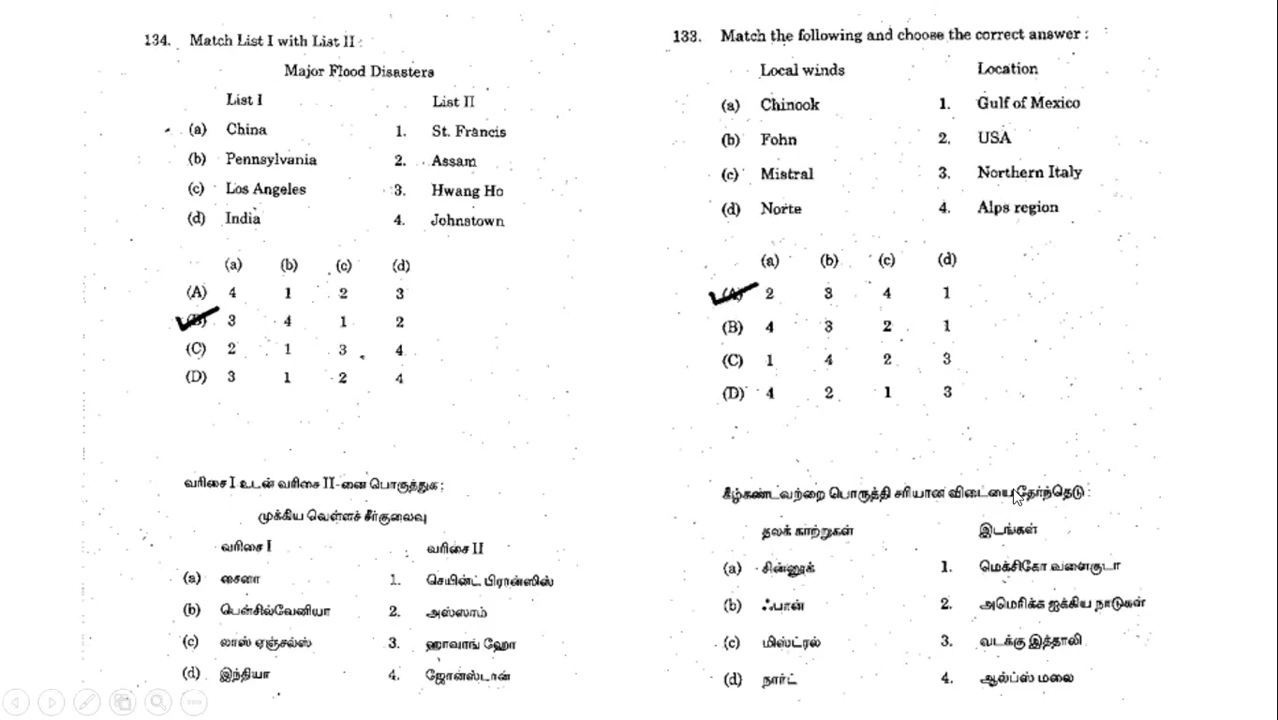 134. Match List I with List II :
Major Flood Disasters
List I List II
(a) China 1. St. Francis
(b) Pennsylvania 2. Assam
(c) Los Angeles 3. Hwang Ho
(d) India 4. Johnstown
(a) (b) (c) (d)
(A) 4 1 2 3
(B) 3 4 1 2
(C) 2 1 3 4
(D) 3 1 2 4
வரிசை I உடன் வரிசை II-னை பொருத்துக :
முக்கிய வெள்ளச் சீர்குலைவு
வரிசை I வரிசை II
(a) சைனா 1. செயின்ட் பிரான்ஸிஸ்
(b) பென்சில்வேனியா 2. அஸ்ஸாம்
(c) லாஸ் ஏஞ்சல்ஸ் 3. ஹாவாங் ஹோ
(d) இந்தியா 4. ஜோன்ஸ்டான்
133. Match the following and choose the correct answer :
Local winds Location
(a) Chinook 1. Gulf of Mexico
(b) Fohn 2. USA
(c) Mistral 3. Northern Italy
(d) Norte 4. Alps region
(a) (b) (c) (d)
(A) 2 3 4 1
(B) 4 3 2 1
(C) 1 4 2 3
(D) 4 2 1 3
கீழ்கண்டவற்றை பொருத்தி சரியான விடையை தேர்ந்தெடு :
தலக் காற்றுகள் இடங்கள்
(a) சின்னூக் 1. மெக்சிகோ வளைகுடா
(b) ஃபான் 2. அமெரிக்க ஐக்கிய நாடுகள்
(c) மிஸ்ட்ரல் 3. வடக்கு இத்தாலி
(d) நார்ட் 4. ஆல்ப்ஸ் மலை